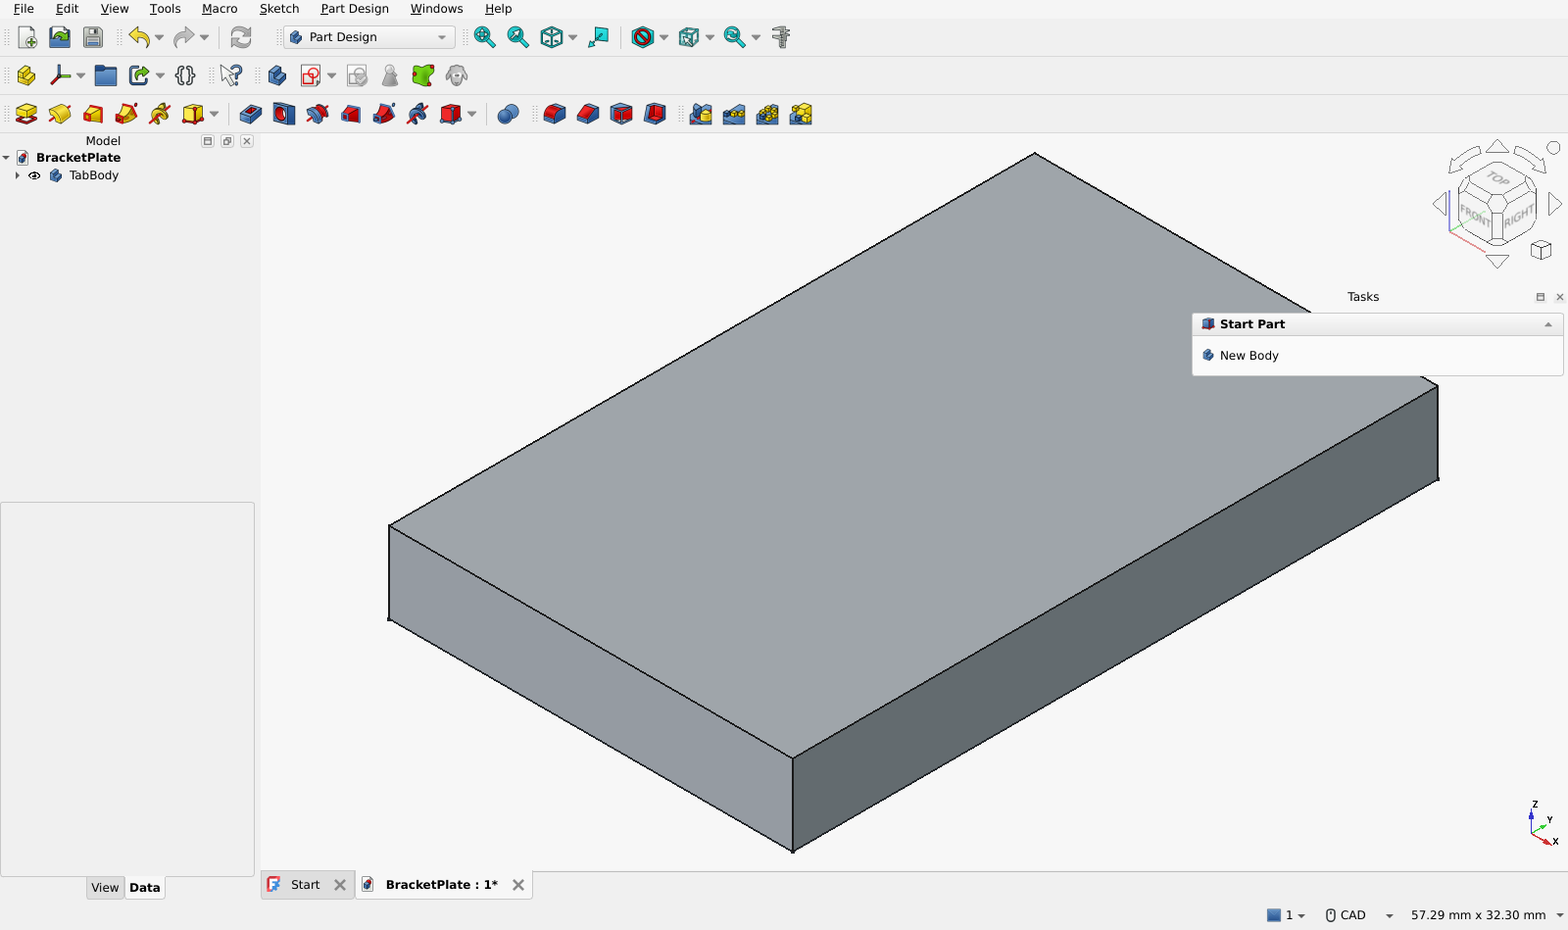 File Edit View Tools Macro Sketch Part Design Windows Help
Part Design
Model
BracketPlate
TabBody
TOP
FRONT RIGHT
Tasks
Start Part
New Body
Z
Y
X
View Data
Start BracketPlate : 1*
1 CAD 57.29 mm x 32.30 mm